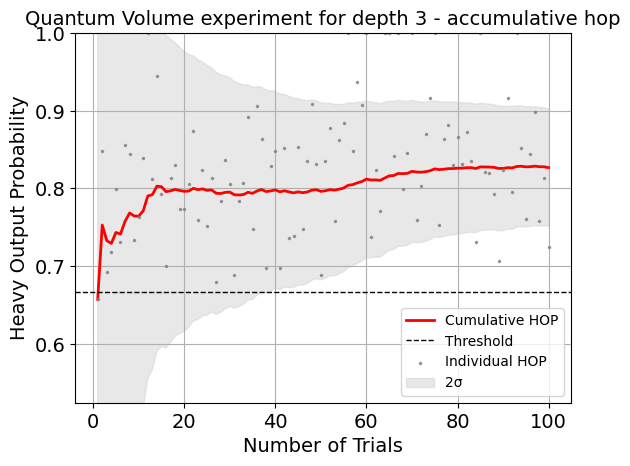 Quantum Volume experiment for depth 3 - accumulative hop
1.0
0.9
0.8
0.7
0.6
Heavy Output Probability
Cumulative HOP
Threshold
Individual HOP
2σ
0 20 40 60 80 100
Number of Trials